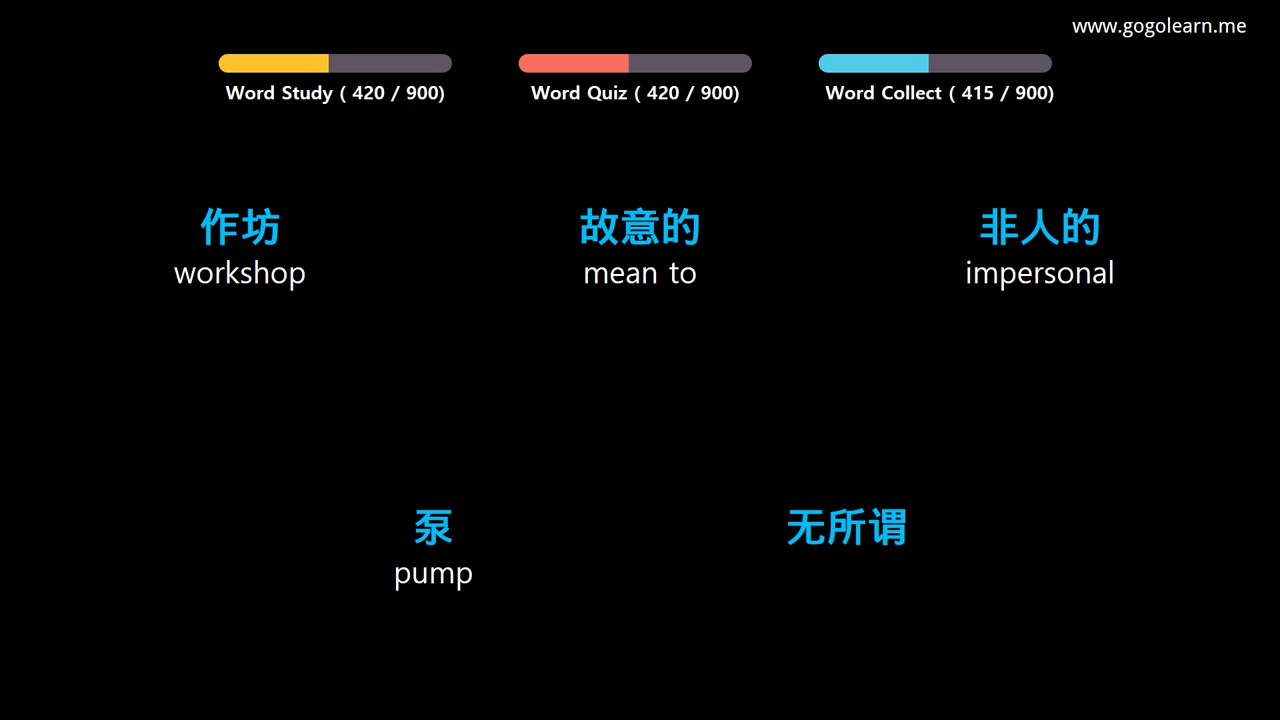 www.gogolearn.me
Word Study ( 420 / 900)
Word Quiz ( 420 / 900)
Word Collect ( 415 / 900)
作坊
workshop
故意的
mean to
非人的
impersonal
泵
pump
无所谓